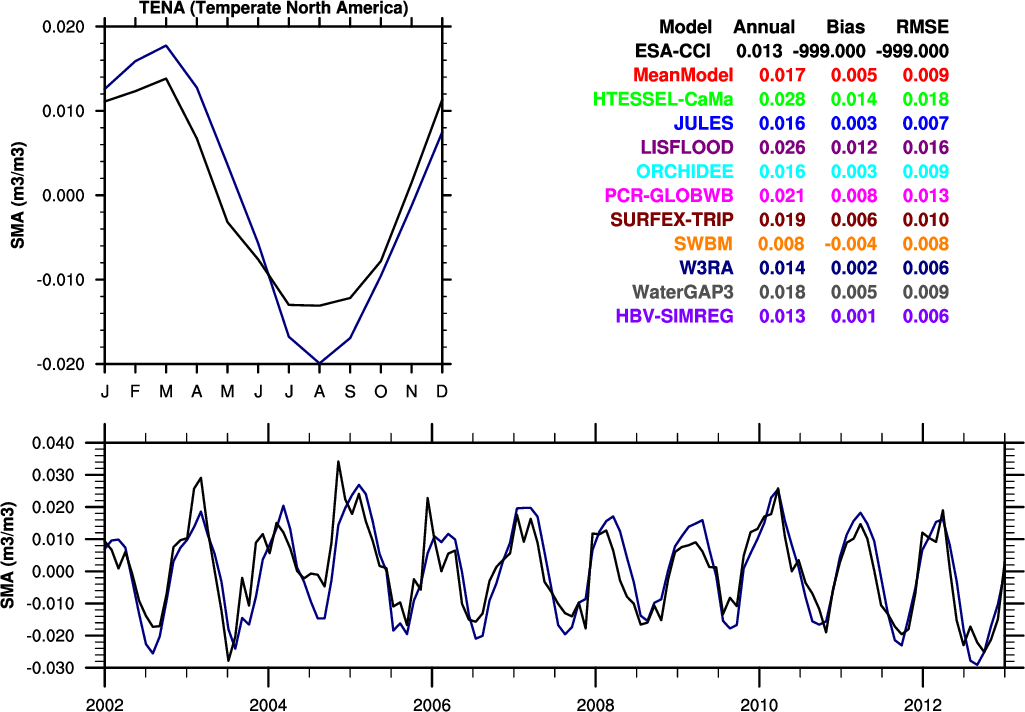 TENA (Temperate North America)
0.020
0.010
0.000
-0.010
-0.020
SMA (m3/m3)
J F M A M J J A S O N D
Model Annual Bias RMSE
ESA-CCI 0.013 -999.000 -999.000
MeanModel 0.017 0.005 0.009
HTESSEL-CaMa 0.028 0.014 0.018
JULES 0.016 0.003 0.007
LISFLOOD 0.026 0.012 0.016
ORCHIDEE 0.016 0.003 0.009
PCR-GLOBWB 0.021 0.008 0.013
SURFEX-TRIP 0.019 0.006 0.010
SWBM 0.008 -0.004 0.008
W3RA 0.014 0.002 0.006
WaterGAP3 0.018 0.005 0.009
HBV-SIMREG 0.013 0.001 0.006
0.040
0.030
0.020
0.010
0.000
-0.010
-0.020
-0.030
SMA (m3/m3)
2002 2004 2006 2008 2010 2012